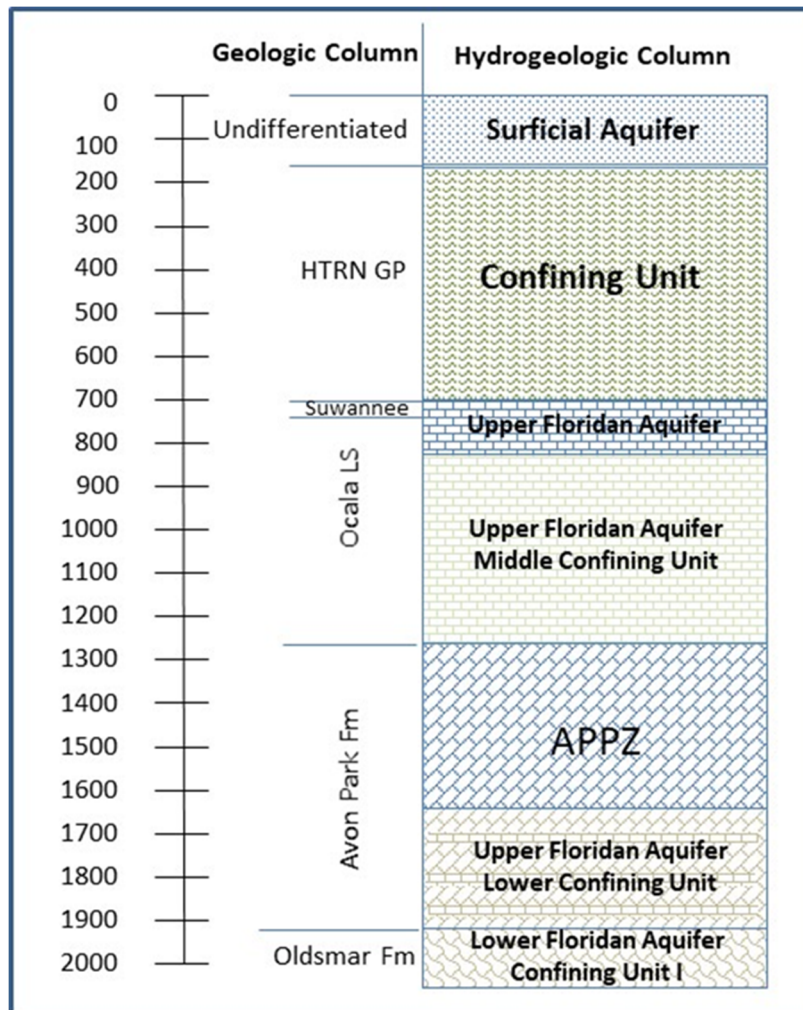 Geologic Column
Hydrogeologic Column
0
100
200
300
400
500
600
700
800
900
1000
1100
1200
1300
1400
1500
1600
1700
1800
1900
2000
Undifferentiated
HTRN GP
Suwannee
Ocala LS
Avon Park Fm
Oldsmar Fm
Surficial Aquifer
Confining Unit
Upper Floridan Aquifer
Upper Floridan Aquifer
Middle Confining Unit
APPZ
Upper Floridan Aquifer
Lower Confining Unit
Lower Floridan Aquifer
Confining Unit I